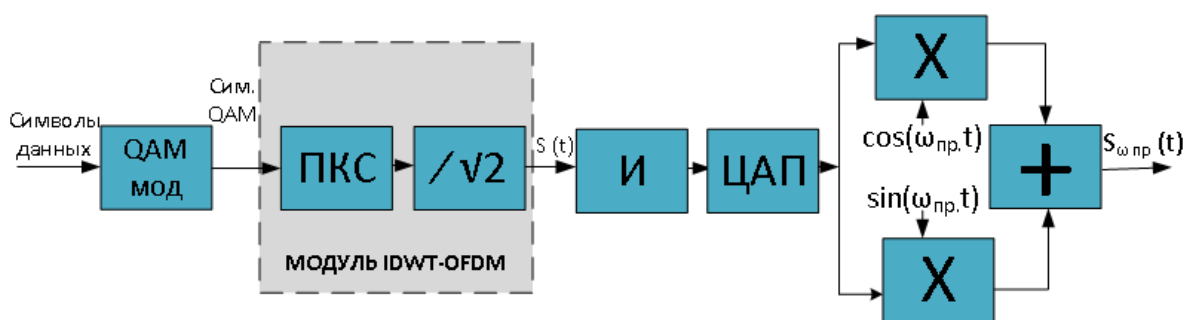 Символы
данных
QAM
мод
Сим.
QAM
ПКС
/√2
МОДУЛЬ IDWT-OFDM
S (t)
И
ЦАП
X
cos(ωпр.t)
sin(ωпр.t)
X
+
Sω пр (t)